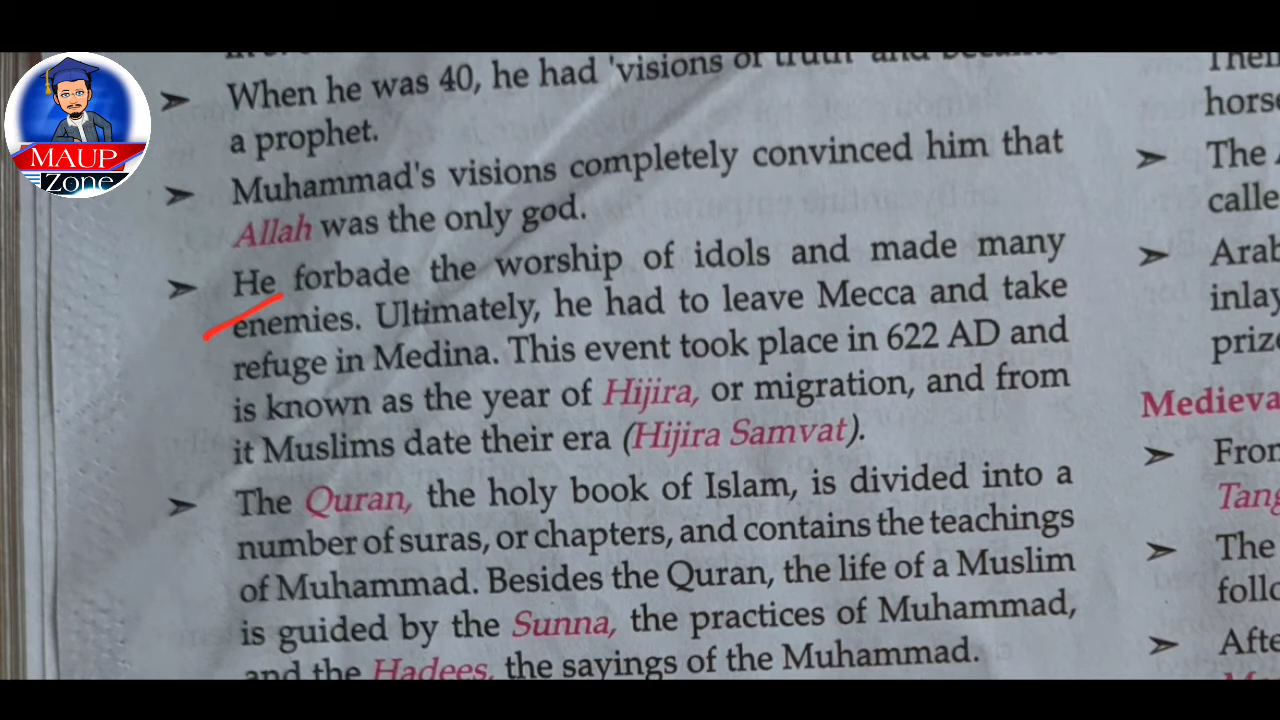 MAUP
Zone
When he was 40, he had 'visions of truth' and became
a prophet.
Muhammad's visions completely convinced him that
Allah was the only god.
He forbade the worship of idols and made many
enemies. Ultimately, he had to leave Mecca and take
refuge in Medina. This event took place in 622 AD and
is known as the year of Hijira, or migration, and from
it Muslims date their era (Hijira Samvat).
The Quran, the holy book of Islam, is divided into a
number of suras, or chapters, and contains the teachings
of Muhammad. Besides the Quran, the life of a Muslim
is guided by the Sunna, the practices of Muhammad,
and the Hadees, the sayings of the Muhammad.
The
calle
Arab
inlay
prize
Medieva
From
Tang
The
follo
Afte